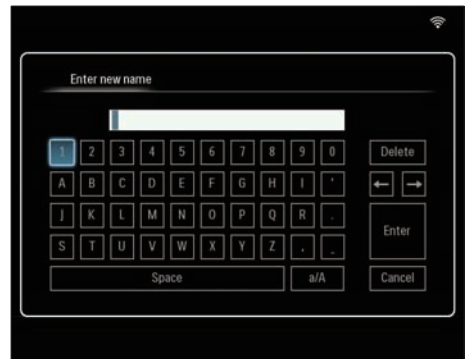 Enter new name
1 2 3 4 5 6 7 8 9 0 Delete
A B C D E F G H I ' ← →
J K L M N O P Q R . Enter
S T U V W X Y Z , _
Space a/A Cancel